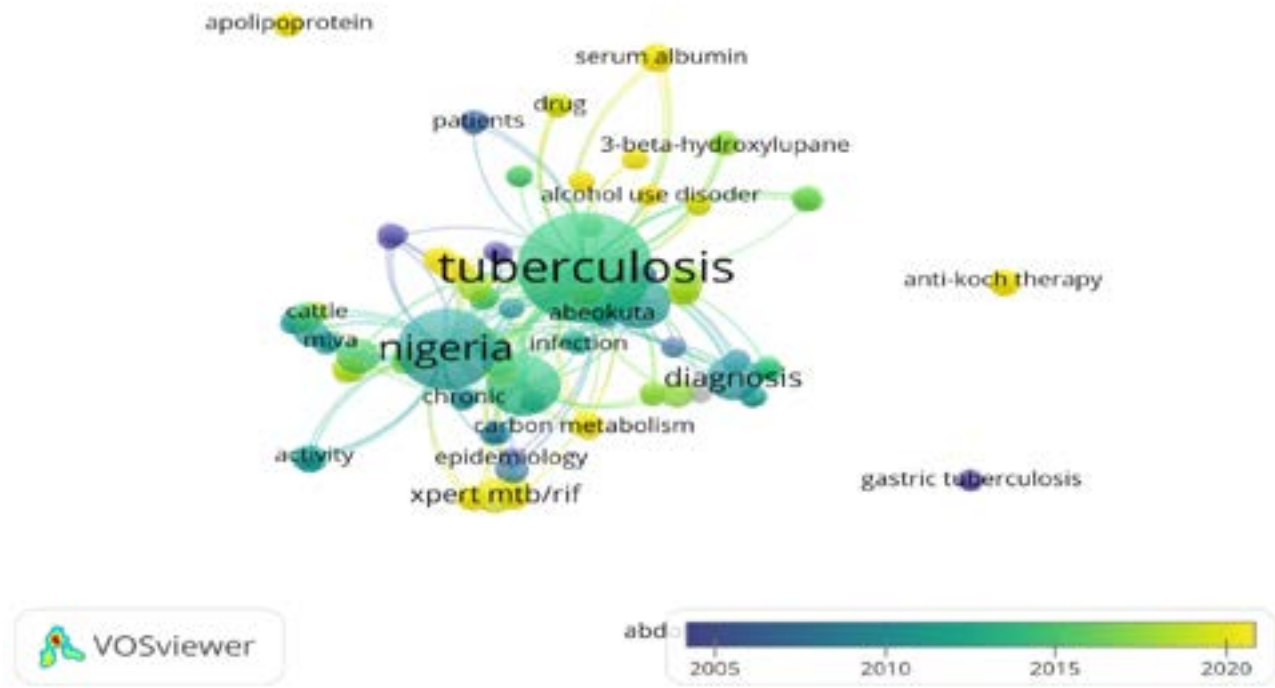 apolipoprotein
serum albumin
drug
patients
3-beta-hydroxylupane
alcohol use disoder
tuberculosis
anti-koch therapy
cattle
abeokuta
miva
nigeria
infection
diagnosis
chronic
carbon metabolism
activity
epidemiology
gastric tuberculosis
xpert mtb/rif
abd
VOSviewer
2005
2010
2015
2020